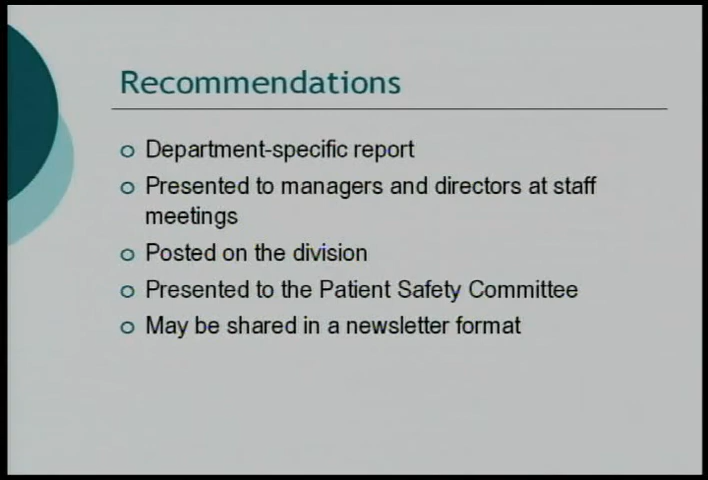 Recommendations
Department-specific report
Presented to managers and directors at staff
meetings
Posted on the division
Presented to the Patient Safety Committee
May be shared in a newsletter format